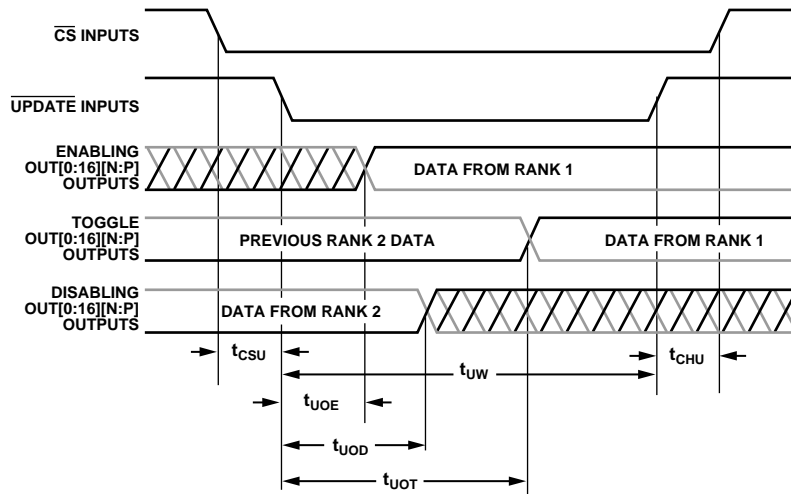 CS INPUTS
UPDATE INPUTS
ENABLING
OUT[0:16][N:P]
OUTPUTS
DATA FROM RANK 1
TOGGLE
OUT[0:16][N:P]
OUTPUTS
PREVIOUS RANK 2 DATA
DATA FROM RANK 1
DISABLING
OUT[0:16][N:P]
OUTPUTS
DATA FROM RANK 2
tCSU
tUW
tCHU
tUOE
tUOD
tUOT